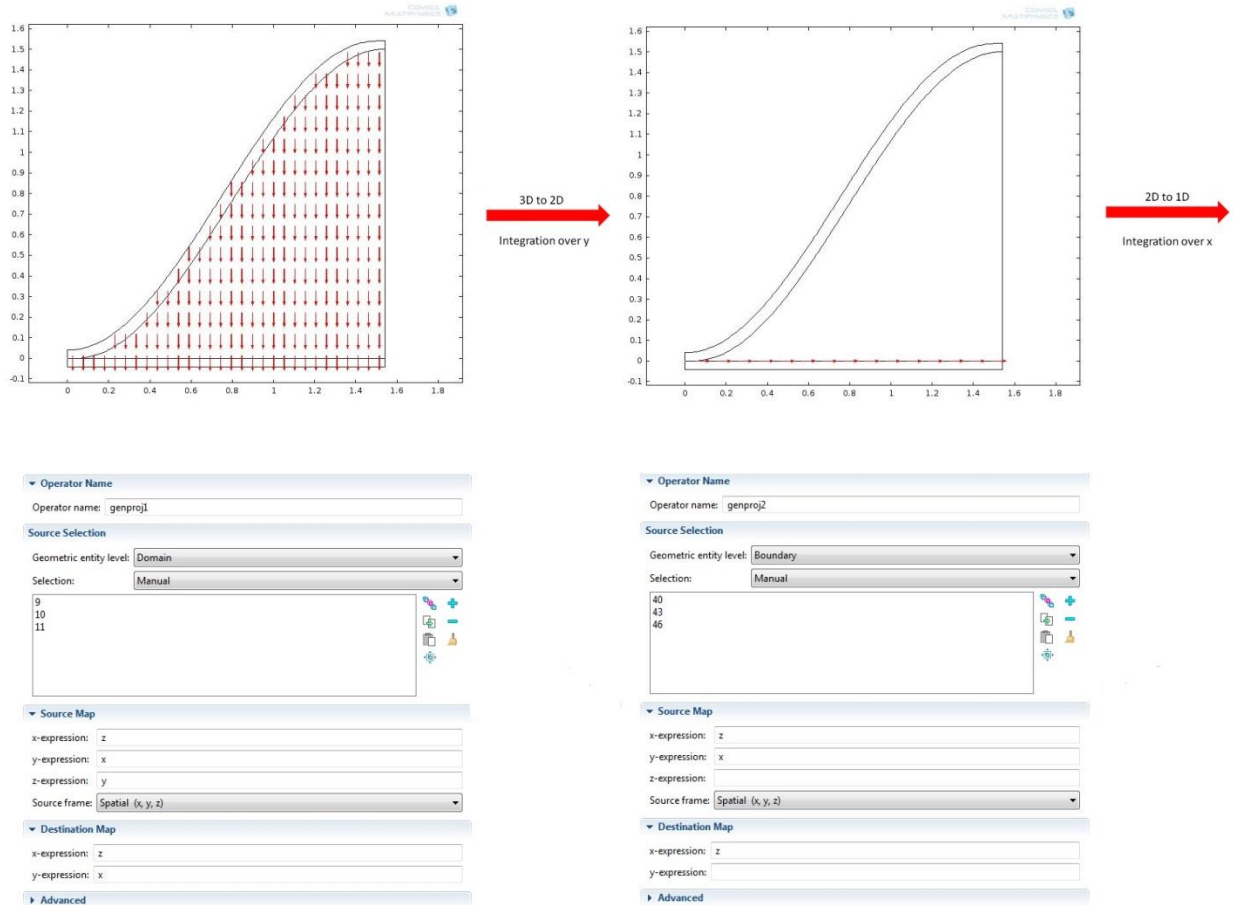 COMSOL
MULTIPHYSICS
1.6
1.5
1.4
1.3
1.2
1.1
1
0.9
0.8
0.7
0.6
0.5
0.4
0.3
0.2
0.1
0
-0.1
0 0.2 0.4 0.6 0.8 1 1.2 1.4 1.6 1.8
3D to 2D
Integration over y
COMSOL
MULTIPHYSICS
1.6
1.5
1.4
1.3
1.2
1.1
1
0.9
0.8
0.7
0.6
0.5
0.4
0.3
0.2
0.1
0
-0.1
0 0.2 0.4 0.6 0.8 1 1.2 1.4 1.6 1.8
2D to 1D
Integration over x
Operator Name
Operator name: genproj1
Source Selection
Geometric entity level: Domain
Selection: Manual
9
10
11
Source Map
x-expression: z
y-expression: x
z-expression: y
Source frame: Spatial (x, y, z)
Destination Map
x-expression: z
y-expression: x
Advanced
Operator Name
Operator name: genproj2
Source Selection
Geometric entity level: Boundary
Selection: Manual
40
43
46
Source Map
x-expression: z
y-expression: x
z-expression:
Source frame: Spatial (x, y, z)
Destination Map
x-expression: z
y-expression:
Advanced